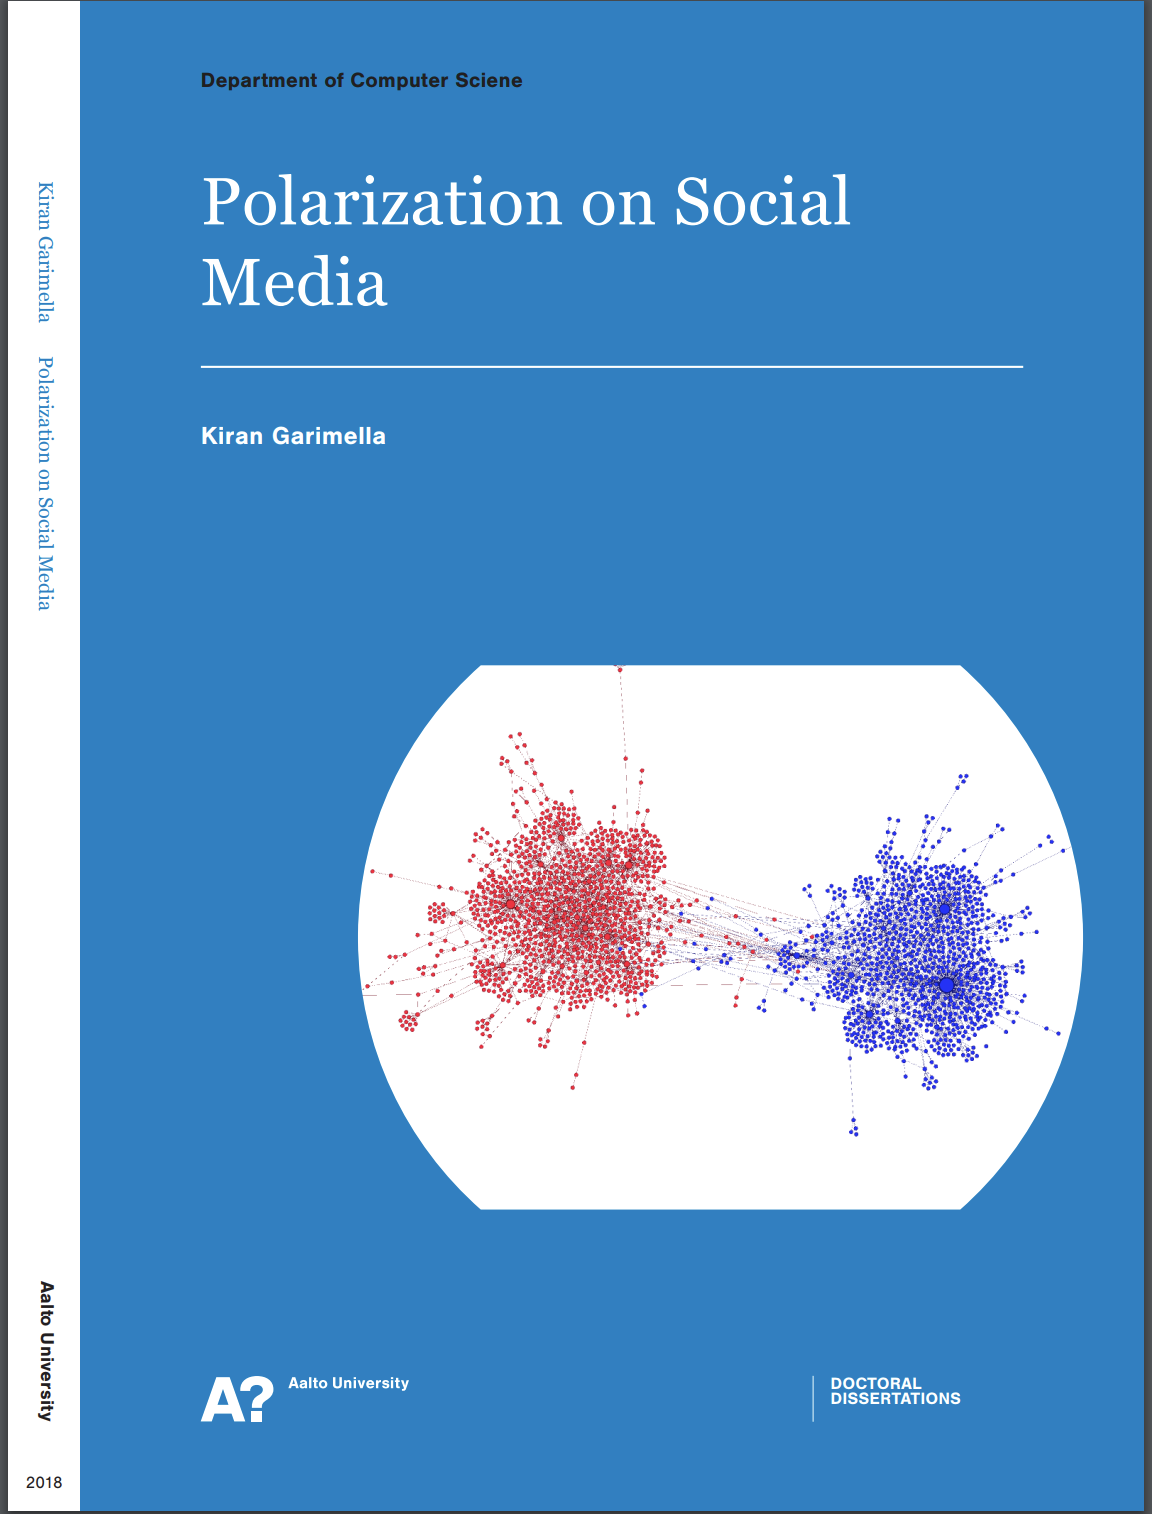 Department of Computer Sciene
Polarization on Social
Media
Kiran Garimella
Kiran Garimella Polarization on Social Media
Aalto University
2018
A?
Aalto University
DOCTORAL
DISSERTATIONS